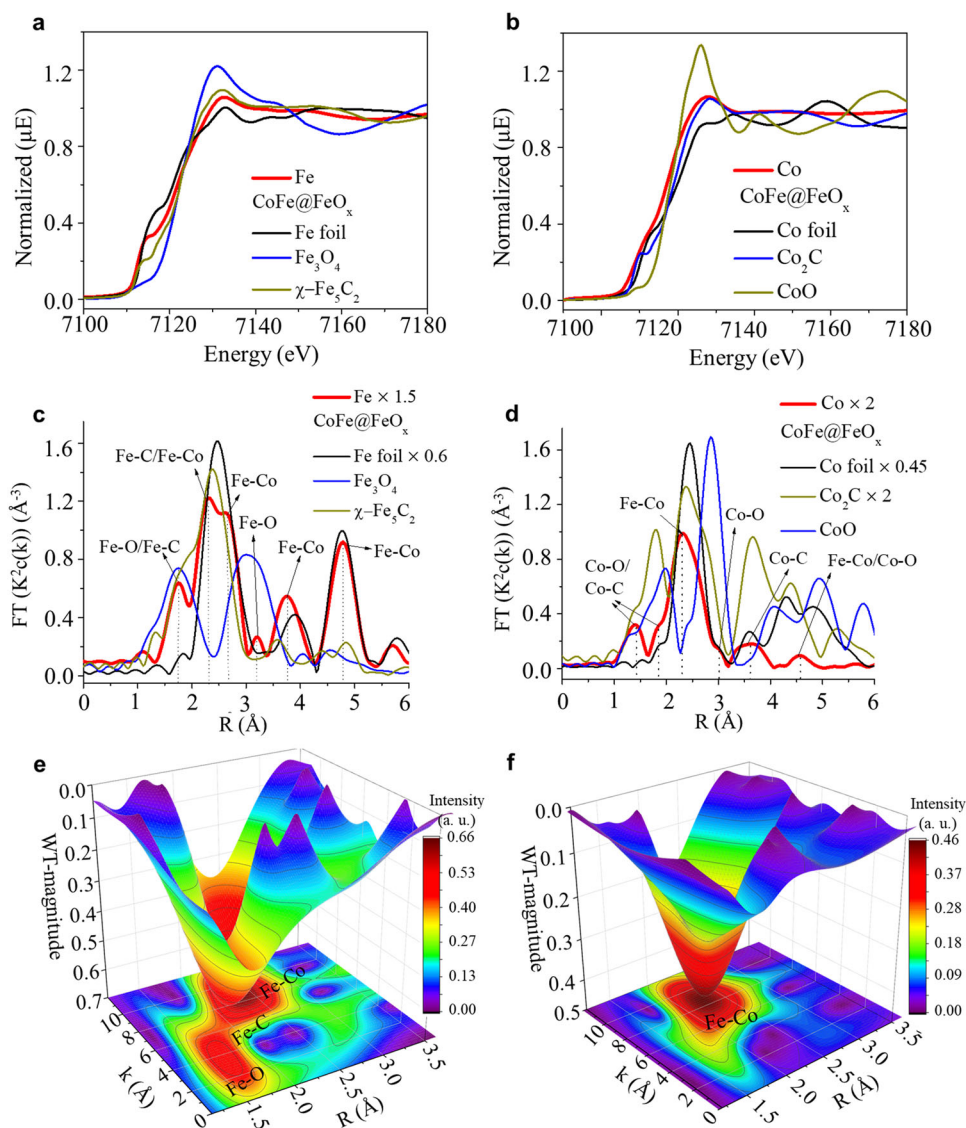 a
Normalized (μE)
1.2
0.8
0.4
0.0
Fe
CoFe@FeOₓ
Fe foil
Fe₃O₄
χ–Fe₅C₂
7100 7120 7140 7160 7180
Energy (eV)
b
Normalized (μE)
1.2
0.8
0.4
0.0
Co
CoFe@FeOₓ
Co foil
Co₂C
CoO
7100 7120 7140 7160 7180
Energy (eV)
c
Fe × 1.5
CoFe@FeOₓ
Fe foil × 0.6
Fe₃O₄
χ–Fe₅C₂
FT (K²c(k)) (Å⁻³)
1.6
1.2
0.8
0.4
0.0
Fe-C/Fe-Co
Fe-Co
Fe-O/Fe-C
Fe-O
Fe-Co
Fe-Co
0 1 2 3 4 5 6
R (Å)
d
Co × 2
CoFe@FeOₓ
Co foil × 0.45
Co₂C × 2
CoO
FT (K²c(k)) (Å⁻³)
1.6
1.2
0.8
0.4
0.0
Fe-Co
Co-O
Co-O/
Co-C
Co-C
Fe-Co/Co-O
0 1 2 3 4 5 6
R (Å)
e
WT-magnitude
0.0
0.1
0.2
0.3
0.4
0.5
0.6
0.7
Intensity
(a. u.)
0.66
0.53
0.40
0.27
0.13
0.00
Fe-Co
Fe-C
Fe-O
10 8 6 4 2 0
k (Å)
1.5 2.0 2.5 3.0 3.5
R (Å)
f
WT-magnitude
0.0
0.1
0.2
0.3
0.4
0.5
Intensity
(a. u.)
0.46
0.37
0.28
0.18
0.09
0.00
Fe-Co
10 8 6 4 2 0
k (Å)
1.5 2.0 2.5 3.0 3.5
R (Å)